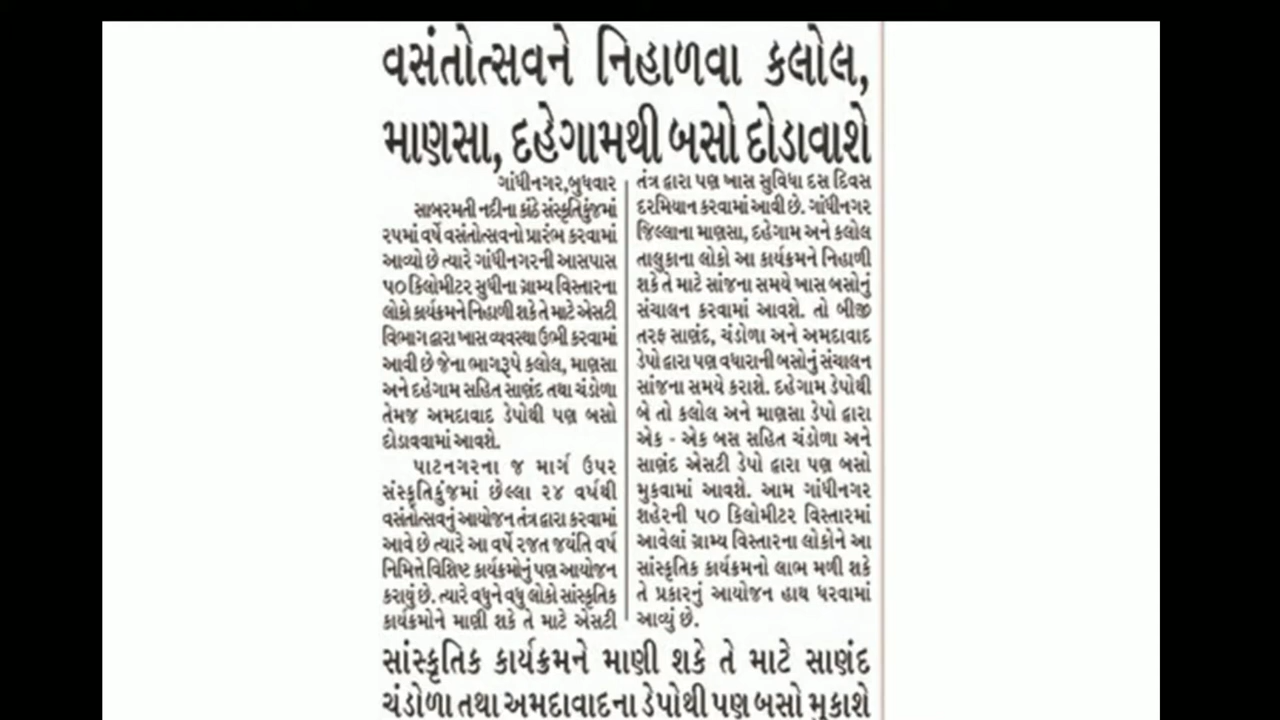 વસંતોત્સવને નિહાળવા કલોલ,
માણસા, દહેગામથી બસો દોડાવાશે
ગાંધીનગર,બુધવાર
સાબરમતી નદીના કાંઠે સંસ્કૃતિકુંજમાં
૨૫માં વર્ષે વસંતોત્સવનો પ્રારંભ કરવામાં
આવ્યો છે ત્યારે ગાંધીનગરની આસપાસ
૫૦ કિલોમીટર સુધીના ગ્રામ્ય વિસ્તારના
લોકો કાર્યક્રમને નિહાળી શકે તે માટે એસટી
વિભાગ દ્વારા ખાસ વ્યવસ્થા ઉભી કરવામાં
આવી છે જેના ભાગરૂપે કલોલ, માણસા
અને દહેગામ સહિત સાણંદ તથા ચંડોળા
તેમજ અમદાવાદ ડેપોથી પણ બસો
દોડાવવામાં આવશે.
પાટનગરના જ માર્ગ ઉપર
સંસ્કૃતિકુંજમાં છેલ્લા ૨૪ વર્ષથી
વસંતોત્સવનું આયોજન તંત્ર દ્વારા કરવામાં
આવે છે ત્યારે આ વર્ષે રજત જયંતિ વર્ષ
નિમિત્તે વિશિષ્ટ કાર્યક્રમોનું પણ આયોજન
કરાયું છે. ત્યારે વધુને વધુ લોકો સાંસ્કૃતિક
કાર્યક્રમોને માણી શકે તે માટે એસટી
તંત્ર દ્વારા પણ ખાસ સુવિધા દસ દિવસ
દરમિયાન કરવામાં આવી છે. ગાંધીનગર
જિલ્લાના માણસા, દહેગામ અને કલોલ
તાલુકાના લોકો આ કાર્યક્રમને નિહાળી
શકે તે માટે સાંજના સમયે ખાસ બસોનું
સંચાલન કરવામાં આવશે. તો બીજી
તરફ સાણંદ, ચંડોળા અને અમદાવાદ
ડેપો દ્વારા પણ વધારાની બસોનું સંચાલન
સાંજના સમયે કરાશે. દહેગામ ડેપોથી
બે તો કલોલ અને માણસા ડેપો દ્વારા
એક - એક બસ સહિત ચંડોળા અને
સાણંદ એસટી ડેપો દ્વારા પણ બસો
મુકવામાં આવશે. આમ ગાંધીનગર
શહેરની ૫૦ કિલોમીટર વિસ્તારમાં
આવેલાં ગ્રામ્ય વિસ્તારના લોકોને આ
સાંસ્કૃતિક કાર્યક્રમનો લાભ મળી શકે
તે પ્રકારનું આયોજન હાથ ધરવામાં
આવ્યું છે.
સાંસ્કૃતિક કાર્યક્રમને માણી શકે તે માટે સાણંદ
ચંડોળા તથા અમદાવાદના ડેપોથી પણ બસો મુકાશે